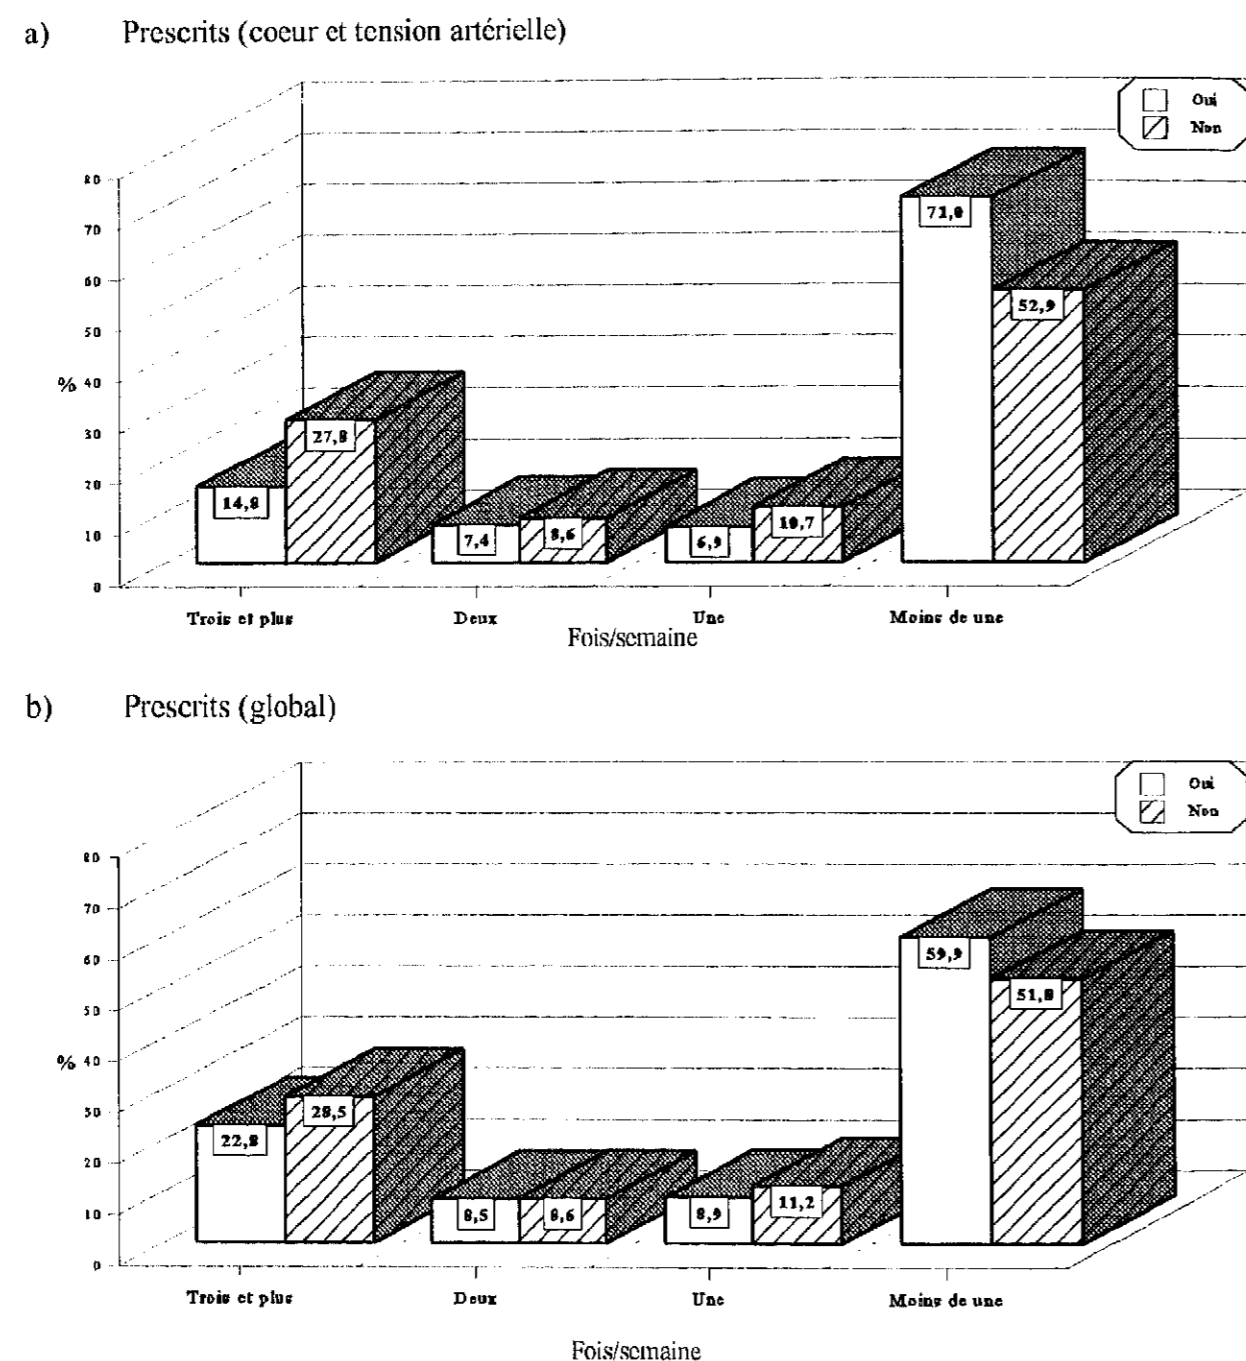 a) Prescrits (coeur et tension artérielle)
Oui
Non
80
70
60
50
40
30
20
10
0
%
14,8
27,8
7,4
8,6
6,9
10,7
71,0
52,9
Trois et plus
Deux
Une
Moins de une
Fois/semaine
b) Prescrits (global)
Oui
Non
80
70
60
50
40
30
20
10
0
%
22,8
28,5
8,5
8,6
8,9
11,2
59,9
51,8
Trois et plus
Deux
Une
Moins de une
Fois/semaine